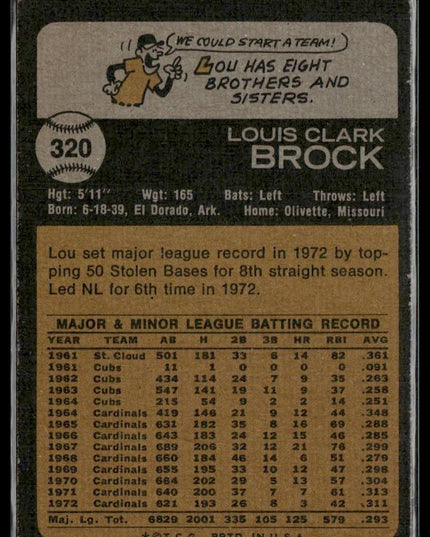 WE COULD START A TEAM!
LOU HAS EIGHT
BROTHERS AND
SISTERS.
320
LOUIS CLARK
BROCK
Hgt: 5'11" Wgt: 165 Bats: Left Throws: Left
Born: 6-18-39, El Dorado, Ark. Home: Olivette, Missouri
Lou set major league record in 1972 by top-
ping 50 Stolen Bases for 8th straight season.
Led NL for 6th time in 1972.
MAJOR & MINOR LEAGUE BATTING RECORD
YEAR TEAM AB H 2B 3B HR RBI AVG
1961 St. Cloud 501 181 33 6 14 82 .361
1961 Cubs 11 1 0 0 0 0 .091
1962 Cubs 434 114 24 7 9 35 .263
1963 Cubs 547 141 19 11 9 37 .258
1964 Cubs 215 54 9 2 2 14 .251
1964 Cardinals 419 146 21 9 12 44 .348
1965 Cardinals 631 182 35 8 16 69 .288
1966 Cardinals 643 183 24 12 15 46 .285
1967 Cardinals 689 206 32 12 21 76 .299
1968 Cardinals 660 184 46 14 6 51 .279
1969 Cardinals 655 195 33 10 12 47 .298
1970 Cardinals 664 202 29 5 13 57 .304
1971 Cardinals 640 200 37 7 7 61 .313
1972 Cardinals 621 193 26 8 3 42 .311
Maj. Lg. Tot. 6829 2001 335 105 125 579 .293
* © T.C.G. PRTD. IN U.S.A.